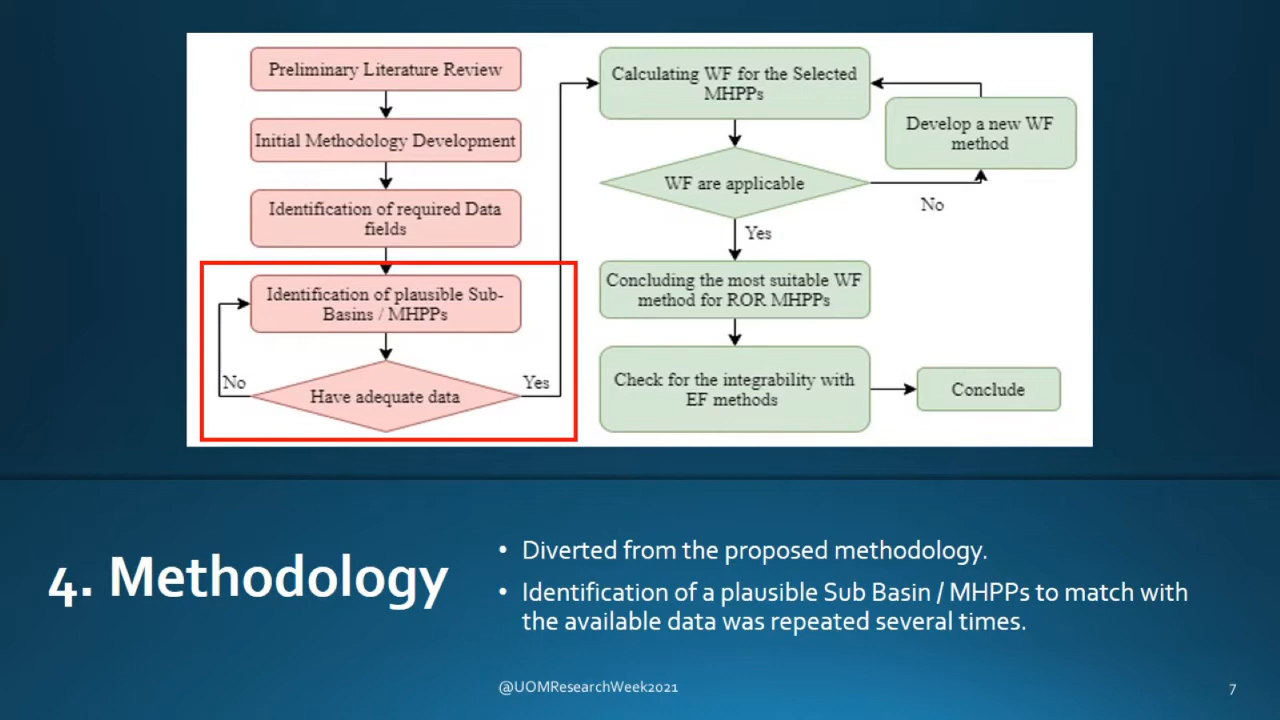 Preliminary Literature Review
Initial Methodology Development
Identification of required Data
fields
Identification of plausible Sub-
Basins / MHPPs
No
Have adequate data
Yes
Calculating WF for the Selected
MHPPs
Develop a new WF
method
WF are applicable
No
Yes
Concluding the most suitable WF
method for ROR MHPPs
Check for the integrability with
EF methods
Conclude
4. Methodology
• Diverted from the proposed methodology.
• Identification of a plausible Sub Basin / MHPPs to match with
the available data was repeated several times.
@UOMResearchWeek2021
7